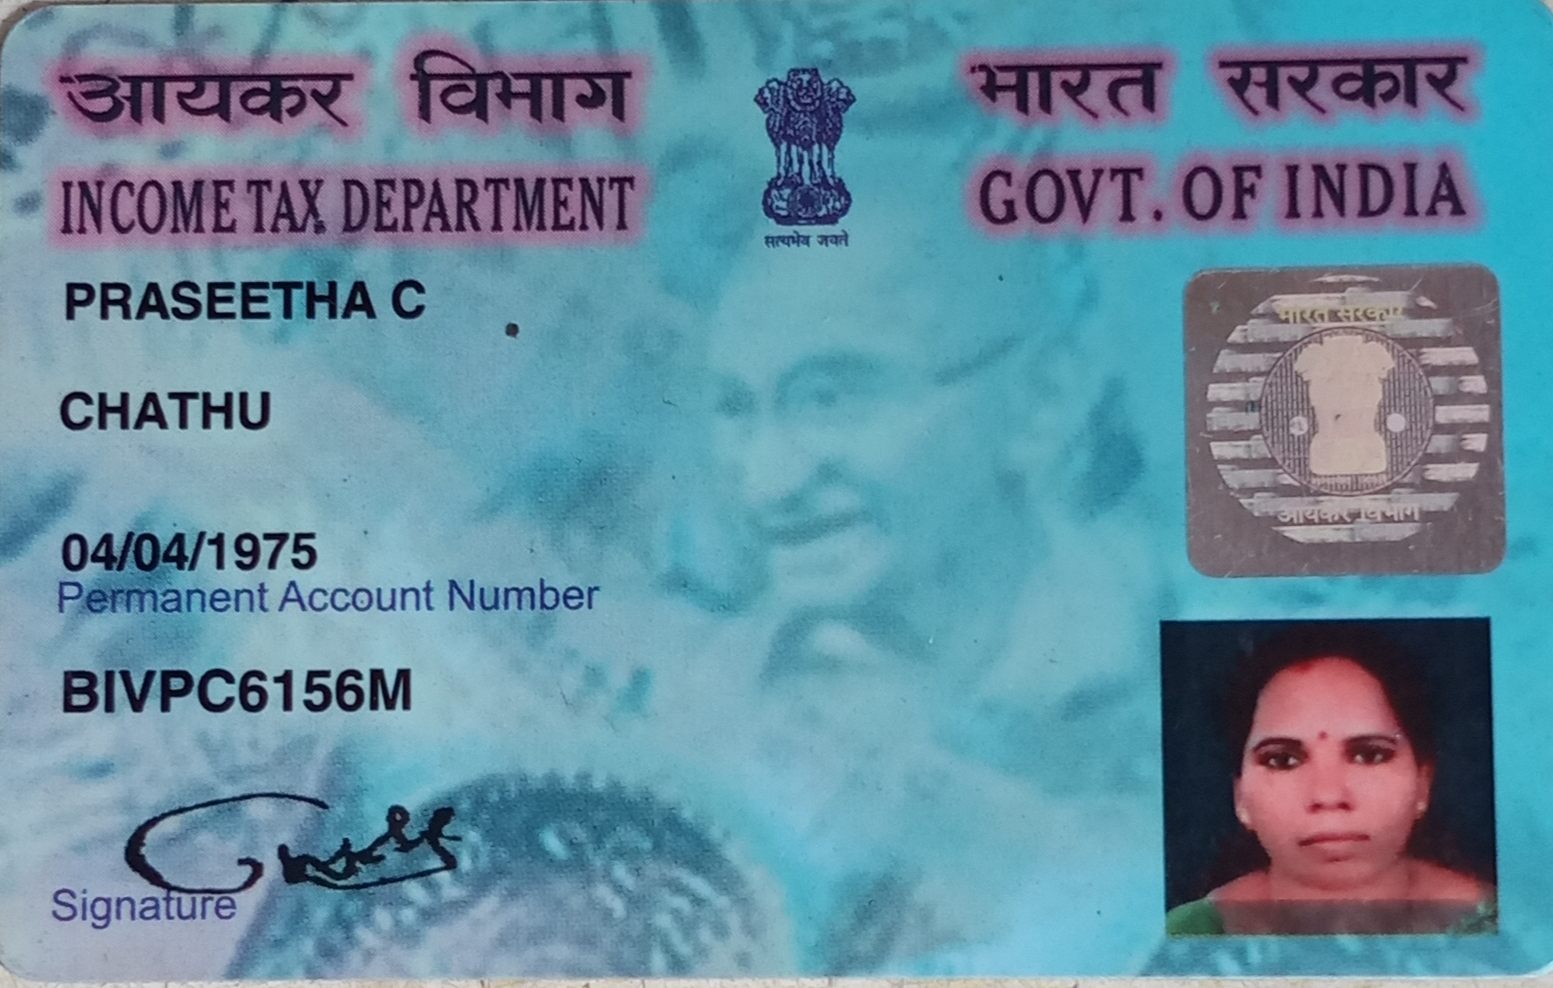 आयकर विभाग
भारत सरकार
INCOME TAX DEPARTMENT
GOVT. OF INDIA
सत्यमेव जयते
PRASEETHA C
CHATHU
04/04/1975
Permanent Account Number
BIVPC6156M
Signature
भारत सरकार
आयकर विभाग